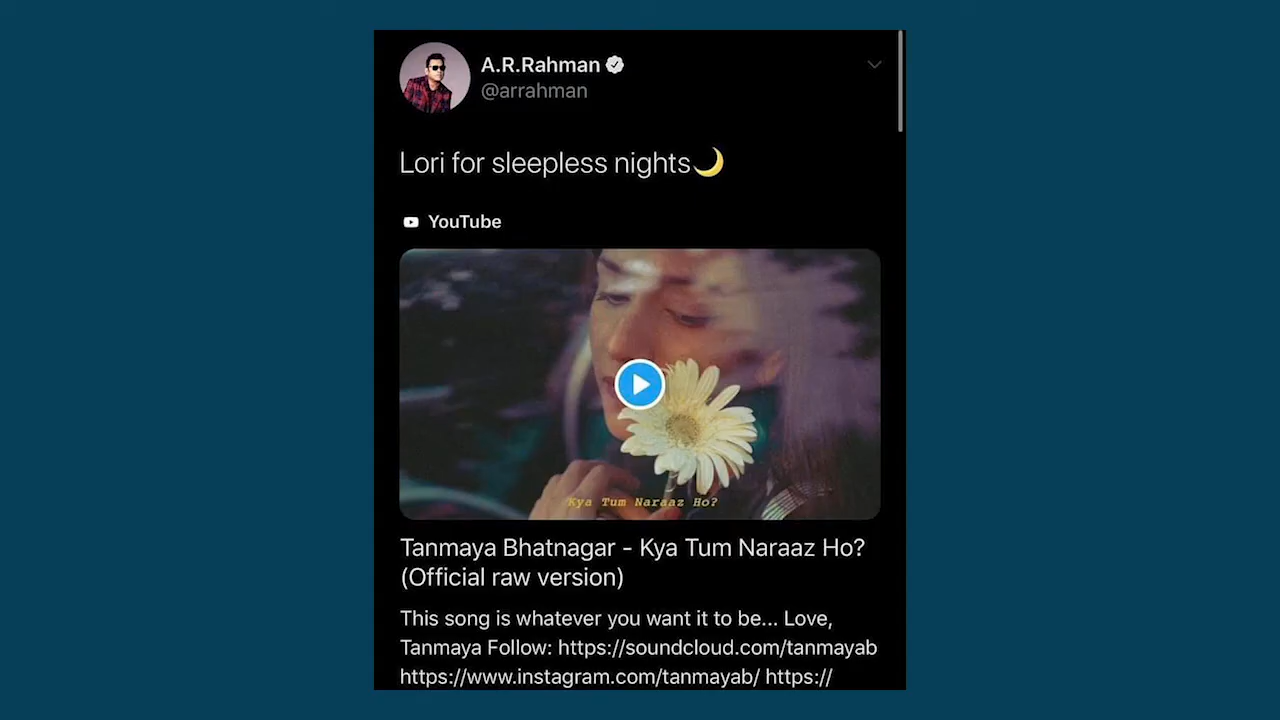 A.R.Rahman
@arrahman
Lori for sleepless nights🌙
YouTube
Kya Tum Naraaz Ho?
Tanmaya Bhatnagar - Kya Tum Naraaz Ho?
(Official raw version)
This song is whatever you want it to be... Love,
Tanmaya Follow: https://soundcloud.com/tanmayab
https://www.instagram.com/tanmayab/ https://